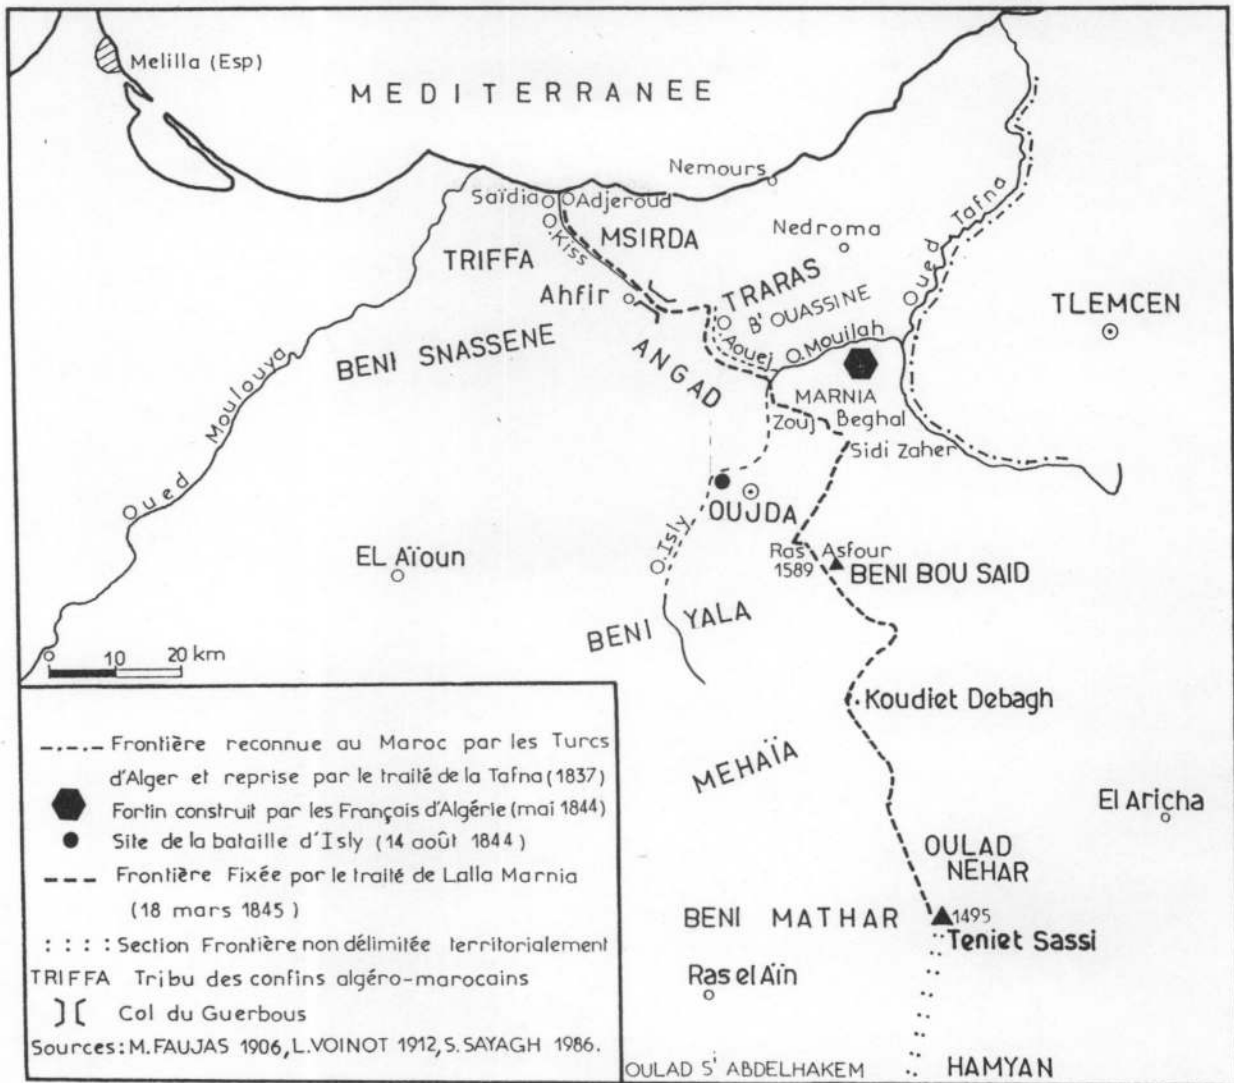 Melilla (Esp)
MEDITERRANEE
Nemours
Saïdia
Adjeroud
Kiss
MSIRDA
Nedroma
Oued Tafna
TRIFFA
TRARAS
Ahfir
B' OUASSINE
TLEMCEN
BENI SNASSENE
ANGAD
Aouej
O. Mouilah
Oued Moulouya
MARNIA
Zouj
Beghal
Sidi Zaher
OUJDA
Isly
EL Aïoun
Ras Asfour
1589
BENI BOU SAID
BENI YALA
0 10 20 km
Koudiet Debagh
MEHAÏA
El Aricha
OULAD
NEHAR
BENI MATHAR
1495
Teniet Sassi
Ras el Aïn
OULAD S' ABDELHAKEM
HAMYAN
Frontière reconnue au Maroc par les Turcs
d'Alger et reprise par le traité de la Tafna (1837)
Fortin construit par les Français d'Algérie (mai 1844)
Site de la bataille d'Isly (14 août 1844)
Frontière Fixée par le traité de Lalla Marnia
(18 mars 1845)
Section Frontière non délimitée territorialement
TRIFFA Tribu des confins algéro-marocains
Col du Guerbous
Sources: M. FAUJAS 1906, L. VOINOT 1912, S. SAYAGH 1986.